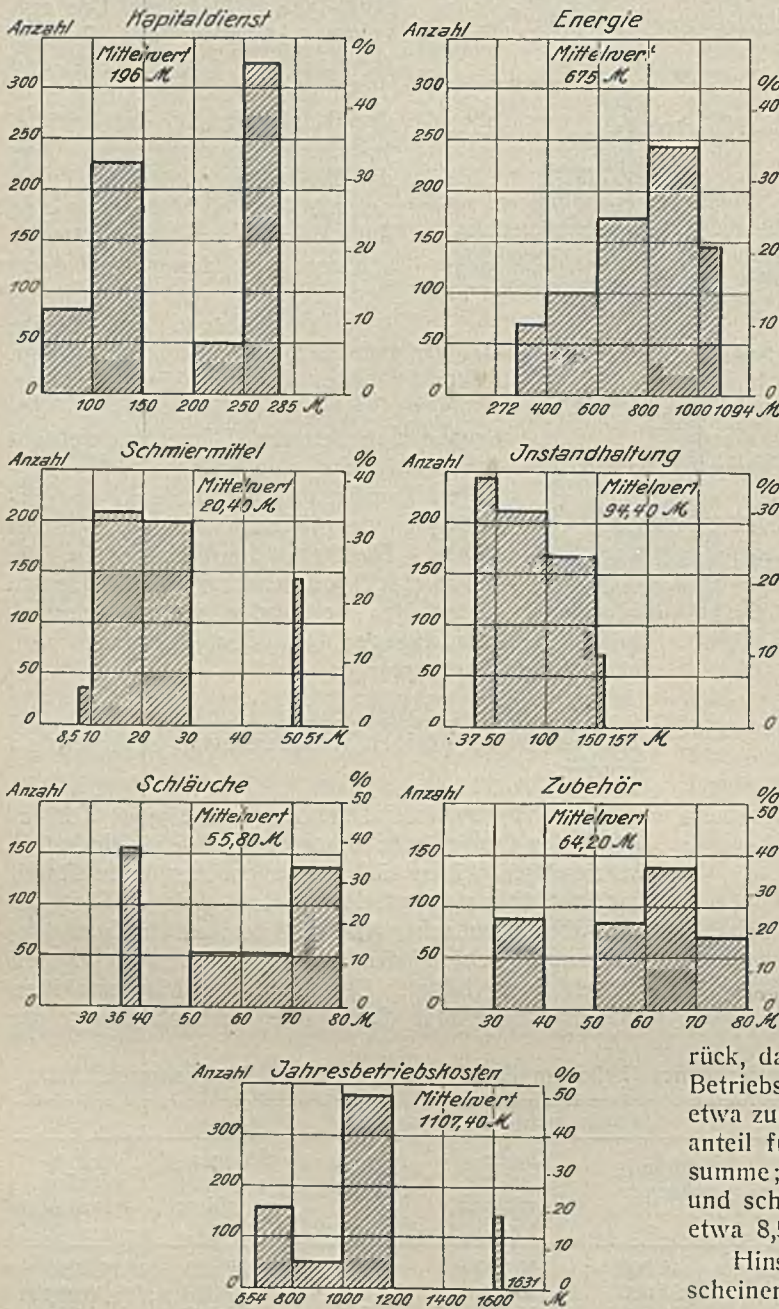 Kapitaldienst
Anzahl
%
Mittelwert
196 M
300
250
200
150
100
50
0
40
30
20
10
0
100 150 200 250 285 M
Energie
Anzahl
%
Mittelwert
675 M
300
250
200
150
100
50
0
40
30
20
10
0
272 400 600 800 1000 1094 M
Schmiermittel
Anzahl
%
Mittelwert
20,40 M
200
150
100
50
0
40
30
20
10
0
8,5 10 20 30 40 50 51 M
Jnstandhaltung
Anzahl
%
Mittelwert
94,40 M
200
150
100
50
0
30
20
10
0
37 50 100 150 157 M
Schläuche
Anzahl
%
Mittelwert
55,80 M
150
100
50
0
50
40
30
20
10
0
30 36 40 50 60 70 80 M
Zubehör
Anzahl
%
Mittelwert
64,20 M
150
100
50
0
50
40
30
20
10
0
30 40 50 60 70 80 M
Jahresbetriebskosten
Anzahl
%
Mittelwert
1107,40 M
300
200
100
0
50
40
30
20
10
0
1631
654 800 1000 1200 1400 1600 M
rück, da
Betriebs
etwa zu
anteil f
summe;
und sch
etwa 8,
Hins
scheinen